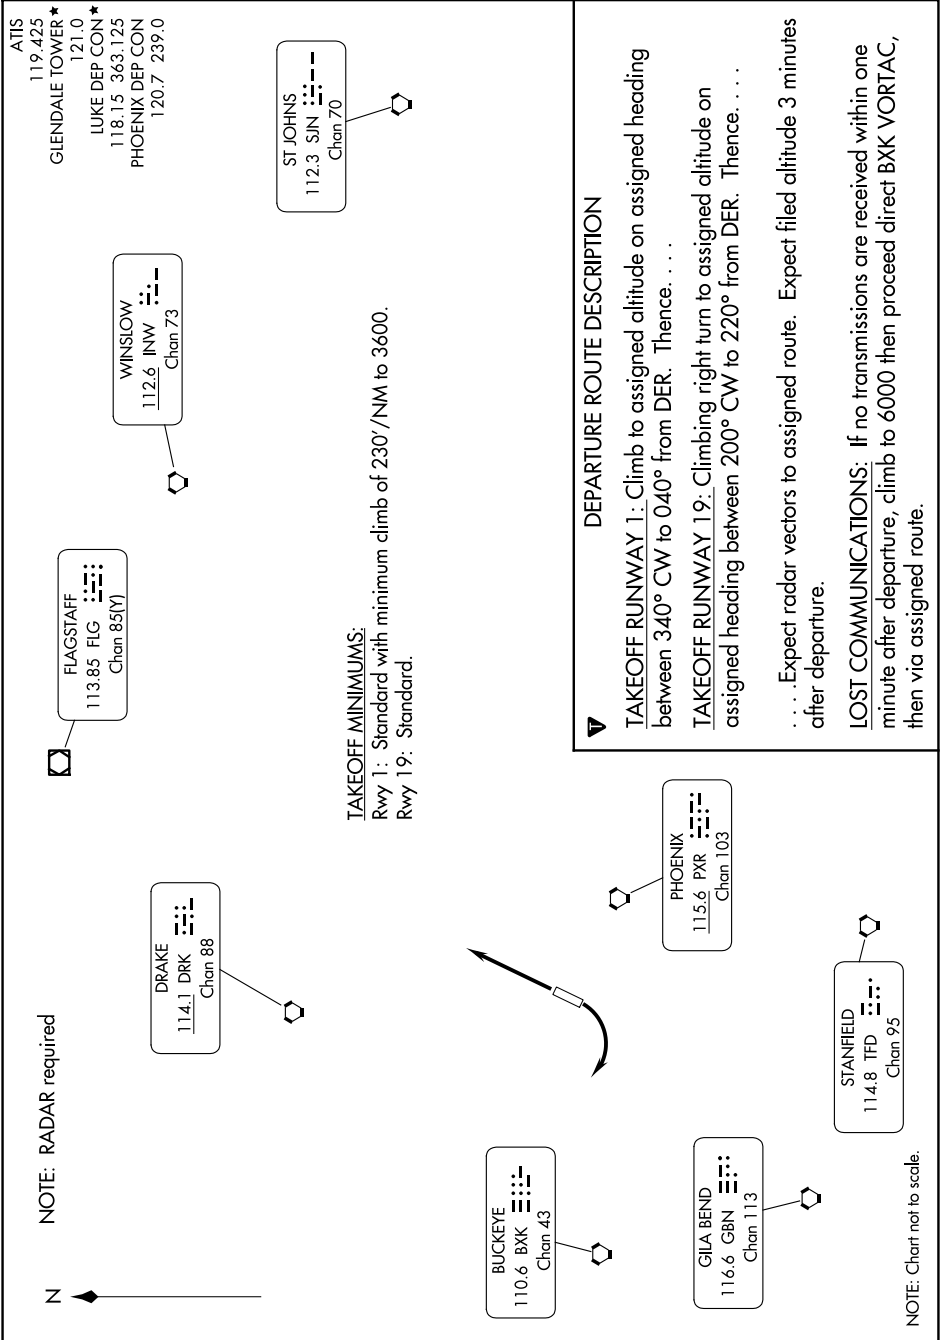 ATIS
119.425
GLENDALE TOWER★
121.0
LUKE DEP CON★
118.15 363.125
PHOENIX DEP CON
120.7 239.0
NOTE: RADAR required
N
FLAGSTAFF
113.85 FLG
Chan 85(Y)
WINSLOW
112.6 INW
Chan 73
ST JOHNS
112.3 SJN
Chan 70
DRAKE
114.1 DRK
Chan 88
TAKEOFF MINIMUMS:
Rwy 1: Standard with minimum climb of 230'/NM to 3600.
Rwy 19: Standard.
BUCKEYE
110.6 BXK
Chan 43
PHOENIX
115.6 PXR
Chan 103
GILA BEND
116.6 GBN
Chan 113
STANFIELD
114.8 TFD
Chan 95
NOTE: Chart not to scale.
T
DEPARTURE ROUTE DESCRIPTION
TAKEOFF RUNWAY 1: Climb to assigned altitude on assigned heading
between 340° CW to 040° from DER. Thence. . . .
TAKEOFF RUNWAY 19: Climbing right turn to assigned altitude on
assigned heading between 200° CW to 220° from DER. Thence. . . .
. . . .Expect radar vectors to assigned route. Expect filed altitude 3 minutes
after departure.
LOST COMMUNICATIONS: If no transmissions are received within one
minute after departure, climb to 6000 then proceed direct BXK VORTAC,
then via assigned route.